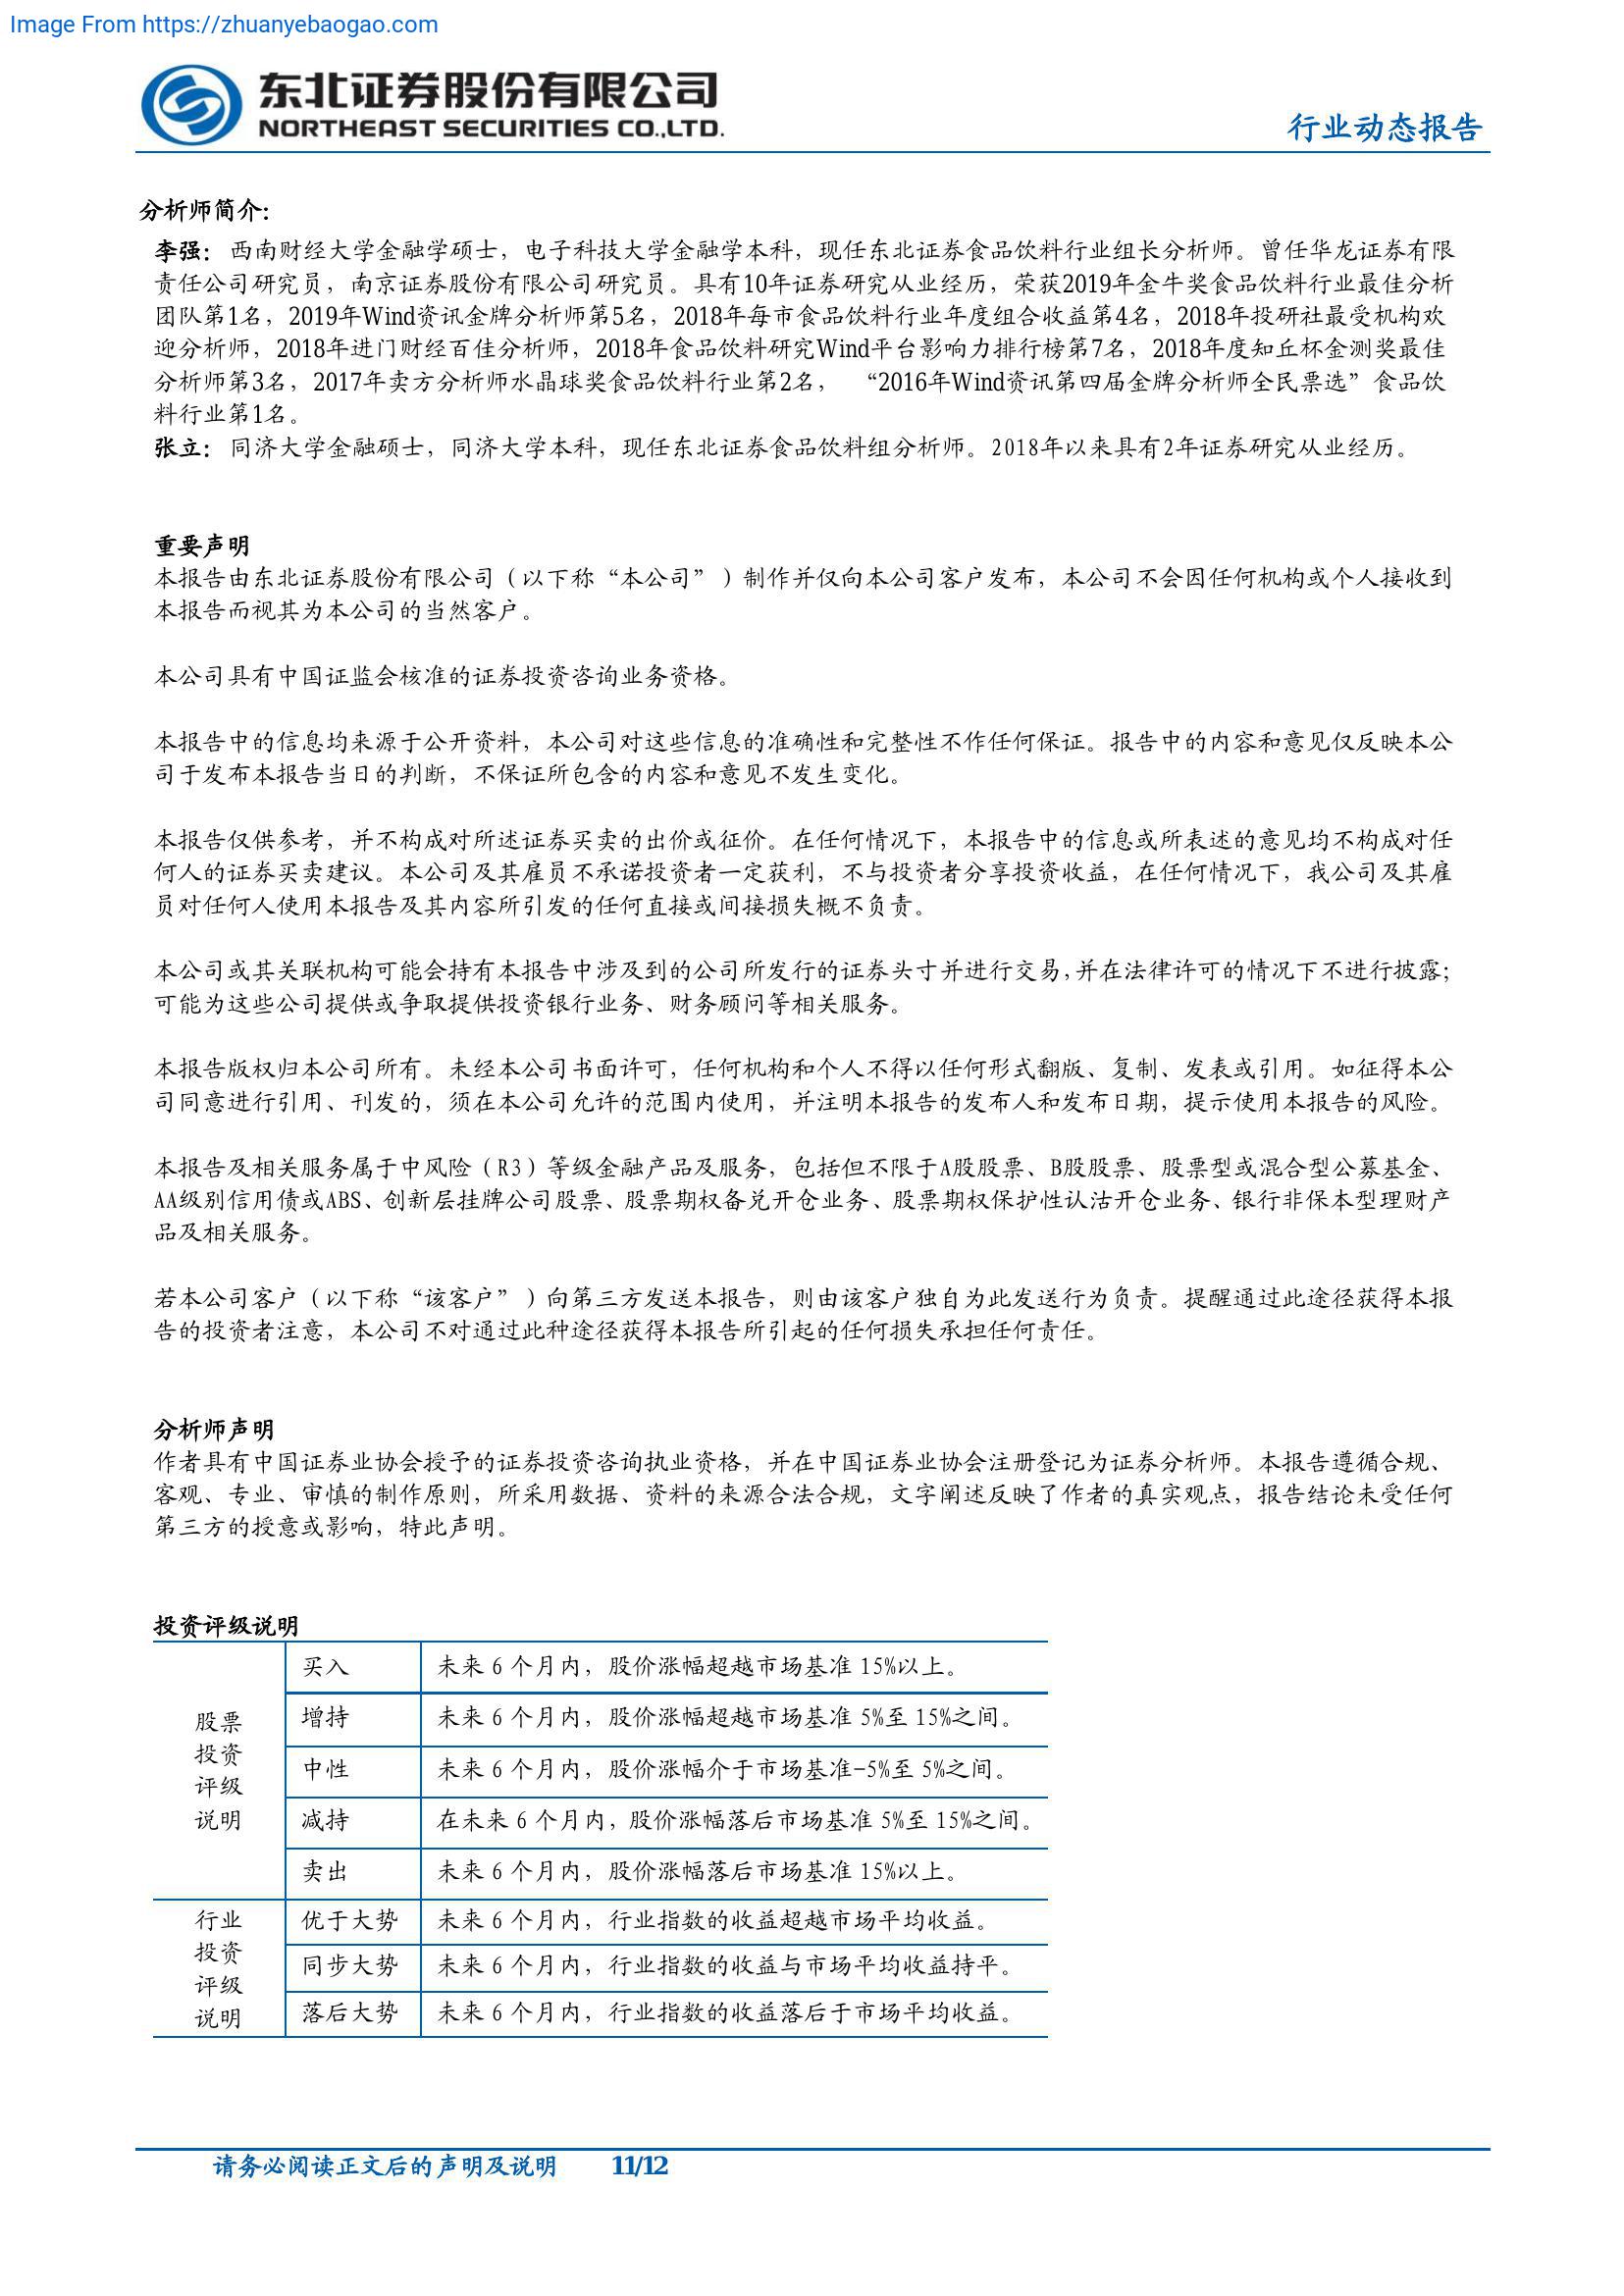 Image From https://zhuanyebaogao.com
东北证券股份有限公司
NORTHEAST SECURITIES CO.,LTD.
行业动态报告
分析师简介:
李强: 西南财经大学金融学硕士, 电子科技大学金融学本科, 现任东北证券食品饮料行业组长分析师。曾任华龙证券有限
责任公司研究员, 南京证券股份有限公司研究员。具有10年证券研究从业经历, 荣获2019年金牛奖食品饮料行业最佳分析
团队第1名, 2019年Wind资讯金牌分析师第5名, 2018年每市食品饮料行业年度组合收益第4名, 2018年投研社最受机构欢
迎分析师, 2018年进门财经百佳分析师, 2018年食品饮料研究Wind平台影响力排行榜第7名, 2018年度知丘杯金测奖最佳
分析师第3名, 2017年卖方分析师水晶球奖食品饮料行业第2名, “2016年Wind资讯第四届金牌分析师全民票选”食品饮
料行业第1名。
张立: 同济大学金融硕士, 同济大学本科, 现任东北证券食品饮料组分析师。2018年以来具有2年证券研究从业经历。
重要声明
本报告由东北证券股份有限公司（以下称“本公司”）制作并仅向本公司客户发布, 本公司不会因任何机构或个人接收到
本报告而视其为本公司的当然客户。
本公司具有中国证监会核准的证券投资咨询业务资格。
本报告中的信息均来源于公开资料, 本公司对这些信息的准确性和完整性不作任何保证。报告中的内容和意见仅反映本公
司于发布本报告当日的判断, 不保证所包含的内容和意见不发生变化。
本报告仅供参考, 并不构成对所述证券买卖的出价或征价。在任何情况下, 本报告中的信息或所表述的意见均不构成对任
何人的证券买卖建议。本公司及其雇员不承诺投资者一定获利, 不与投资者分享投资收益, 在任何情况下, 我公司及其雇
员对任何人使用本报告及其内容所引发的任何直接或间接损失概不负责。
本公司或其关联机构可能会持有本报告中涉及到的公司所发行的证券头寸并进行交易,并在法律许可的情况下不进行披露;
可能为这些公司提供或争取提供投资银行业务、财务顾问等相关服务。
本报告版权归本公司所有。未经本公司书面许可, 任何机构和个人不得以任何形式翻版、复制、发表或引用。如征得本公
司同意进行引用、刊发的, 须在本公司允许的范围内使用, 并注明本报告的发布人和发布日期, 提示使用本报告的风险。
本报告及相关服务属于中风险（R3）等级金融产品及服务, 包括但不限于A股股票、B股股票、股票型或混合型公募基金、
AA级别信用债或ABS、创新层挂牌公司股票、股票期权备兑开仓业务、股票期权保护性认沽开仓业务、银行非保本型理财产
品及相关服务。
若本公司客户（以下称“该客户”）向第三方发送本报告, 则由该客户独自为此发送行为负责。提醒通过此途径获得本报
告的投资者注意, 本公司不对通过此种途径获得本报告所引起的任何损失承担任何责任。
分析师声明
作者具有中国证券业协会授予的证券投资咨询执业资格, 并在中国证券业协会注册登记为证券分析师。本报告遵循合规、
客观、专业、审慎的制作原则, 所采用数据、资料的来源合法合规, 文字阐述反映了作者的真实观点, 报告结论未受任何
第三方的授意或影响, 特此声明。
投资评级说明
股票
投资
评级
说明
买入 未来 6 个月内, 股价涨幅超越市场基准 15%以上。
增持 未来 6 个月内, 股价涨幅超越市场基准 5%至 15%之间。
中性 未来 6 个月内, 股价涨幅介于市场基准-5%至 5%之间。
减持 在未来 6 个月内, 股价涨幅落后市场基准 5%至 15%之间。
卖出 未来 6 个月内, 股价涨幅落后市场基准 15%以上。
行业
投资
评级
说明
优于大势 未来 6 个月内, 行业指数的收益超越市场平均收益。
同步大势 未来 6 个月内, 行业指数的收益与市场平均收益持平。
落后大势 未来 6 个月内, 行业指数的收益落后于市场平均收益。
请务必阅读正文后的声明及说明 11/12